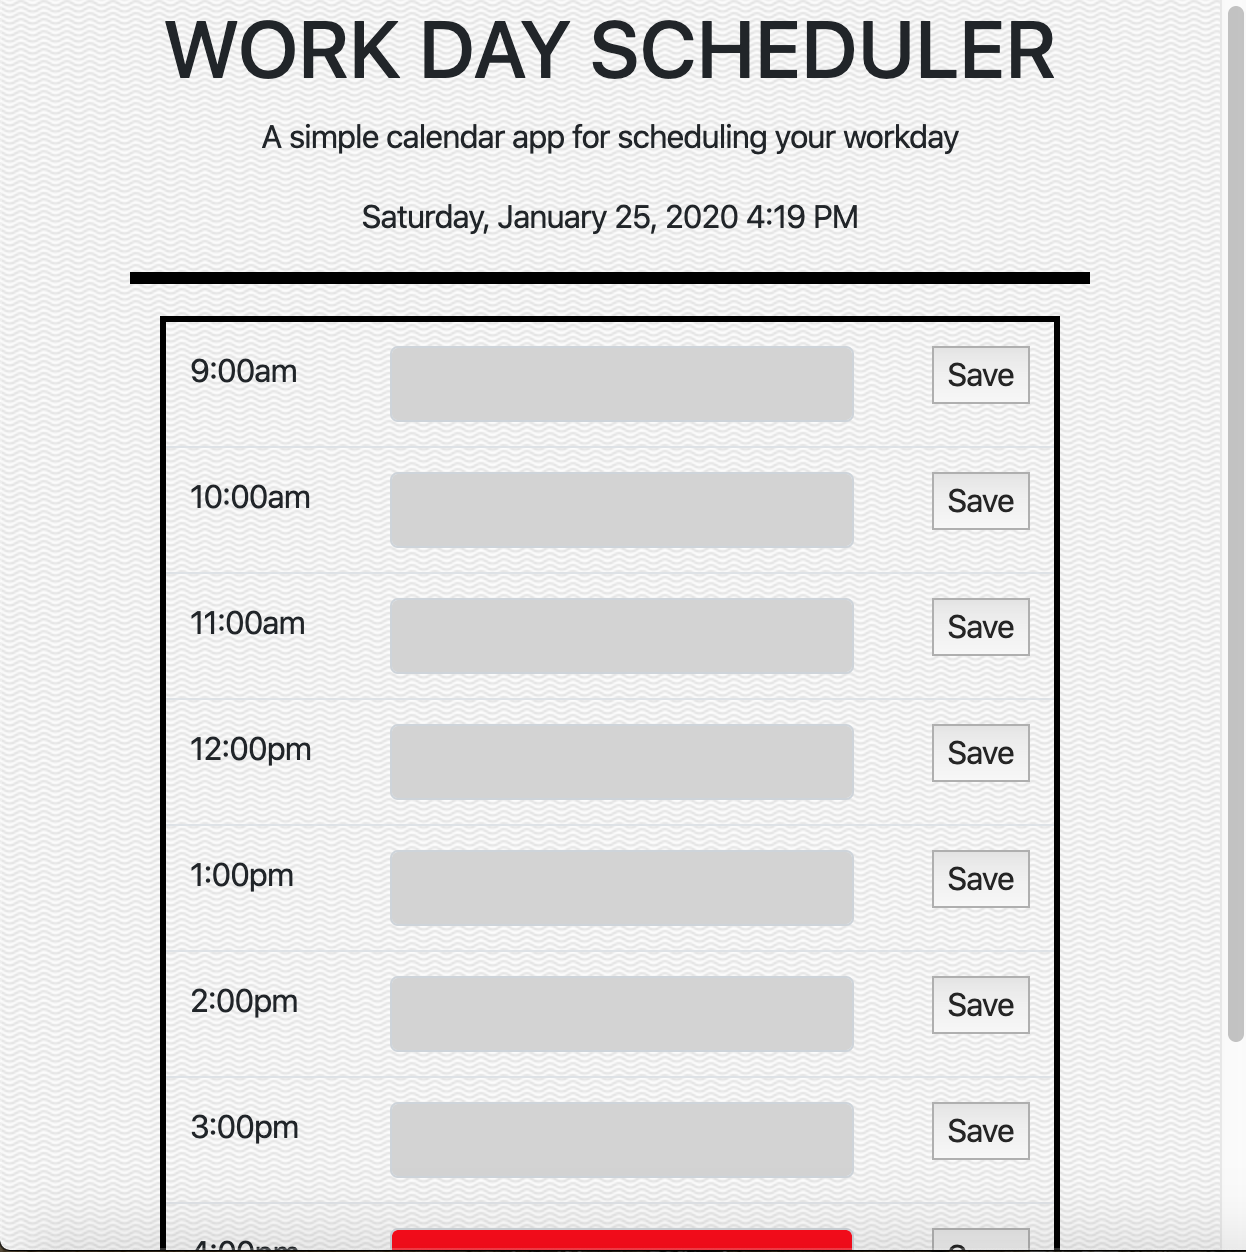 WORK DAY SCHEDULER
A simple calendar app for scheduling your workday
Saturday, January 25, 2020 4:19 PM
9:00am Save
10:00am Save
11:00am Save
12:00pm Save
1:00pm Save
2:00pm Save
3:00pm Save
4:00pm